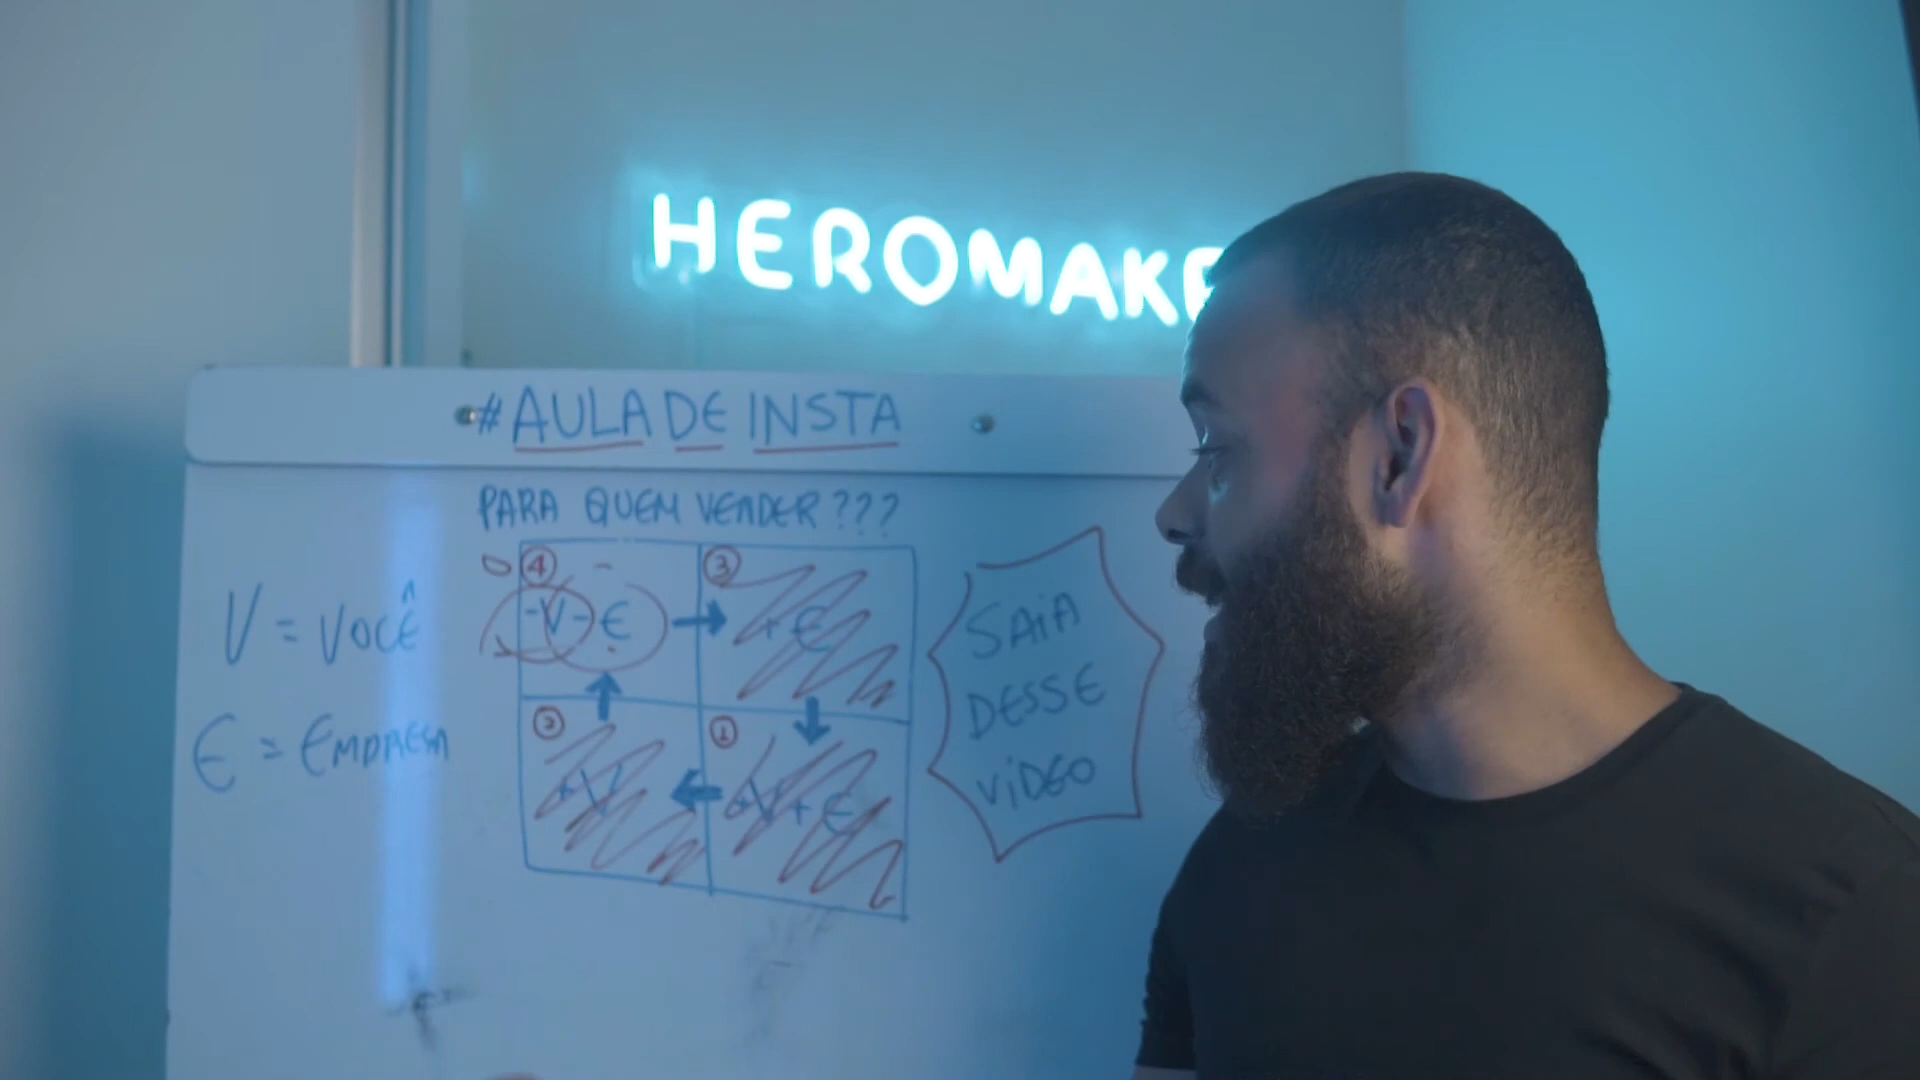 HEROMAKE
#AULA DE INSTA
PARA QUEM VENDER???
④ ③
-V-E → +E
V = VOCÊ
SAIA
DESSE
VIDEO
② ①
E = EMPRESA
+V ← +V+E